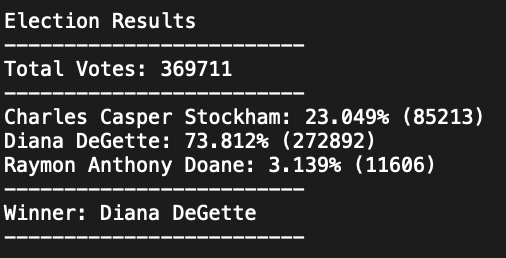 Election Results
-------------------------
Total Votes: 369711
-------------------------
Charles Casper Stockham: 23.049% (85213)
Diana DeGette: 73.812% (272892)
Raymon Anthony Doane: 3.139% (11606)
-------------------------
Winner: Diana DeGette
-------------------------